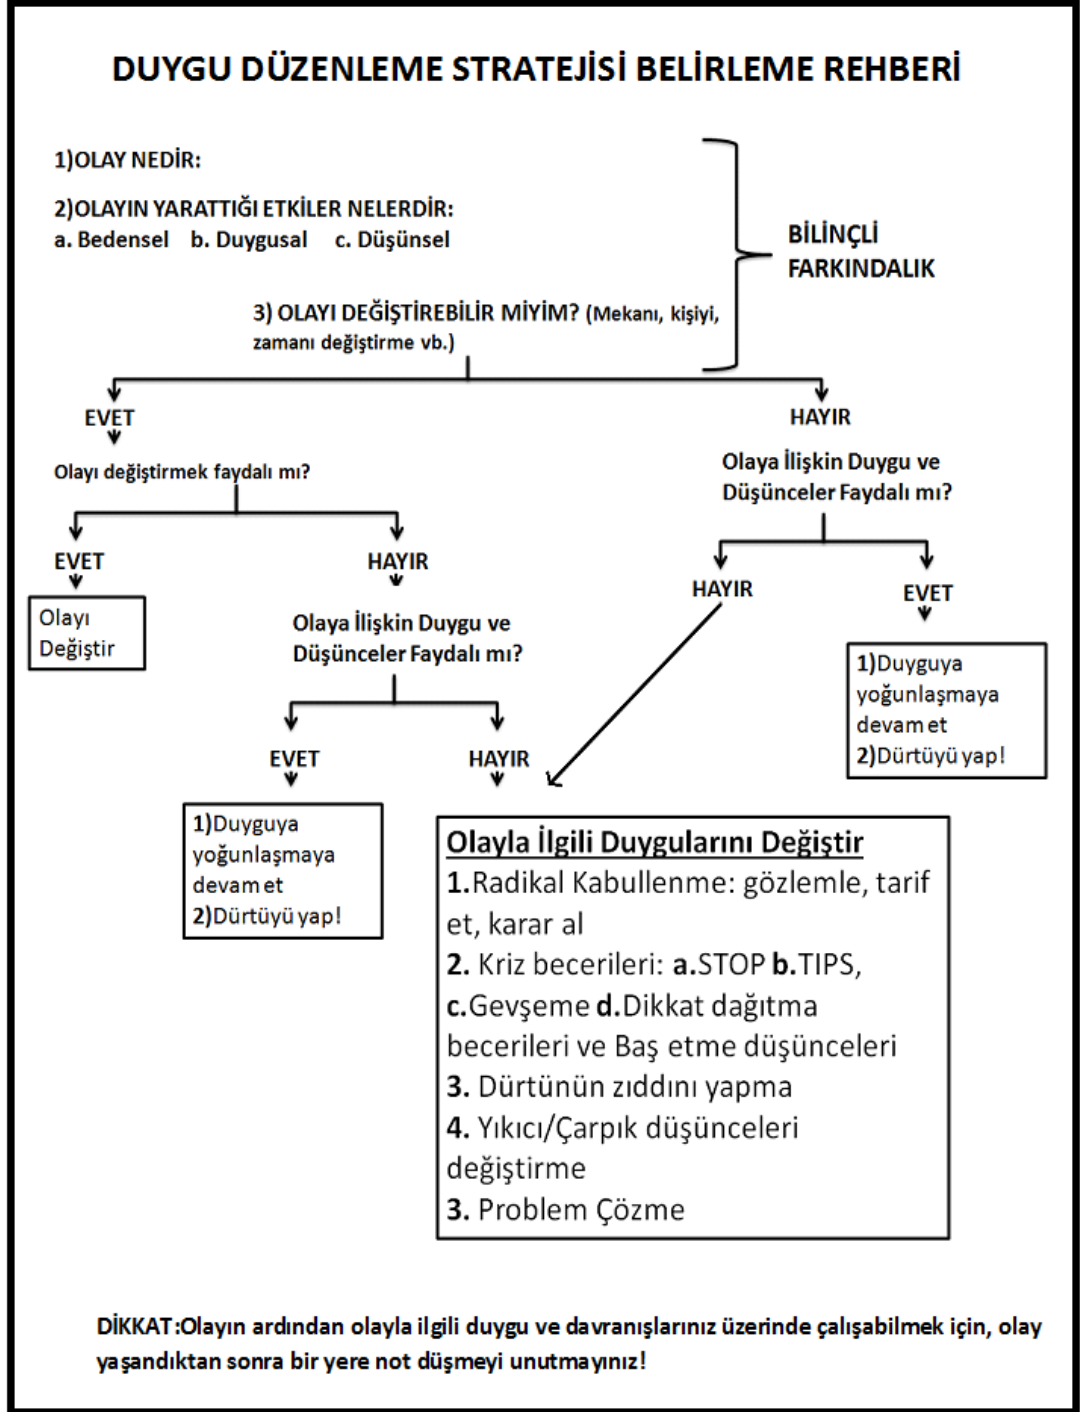 DUYGU DÜZENLEME STRATEJİSİ BELİRLEME REHBERİ
1)OLAY NEDİR:
2)OLAYIN YARATTIĞI ETKİLER NELERDİR:
a. Bedensel b. Duygusal c. Düşünsel
BİLİNÇLİ
FARKINDALIK
3) OLAYI DEĞİŞTİREBİLİR MİYİM? (Mekanı, kişiyi,
zamanı değiştirme vb.)
EVET
HAYIR
Olayı değiştirmek faydalı mı?
Olaya İlişkin Duygu ve
Düşünceler Faydalı mı?
EVET
HAYIR
HAYIR
EVET
Olayı
Değiştir
Olaya İlişkin Duygu ve
Düşünceler Faydalı mı?
1)Duyguya
yoğunlaşmaya
devam et
2)Dürtüyü yap!
EVET
HAYIR
1)Duyguya
yoğunlaşmaya
devam et
2)Dürtüyü yap!
Olayla İlgili Duygularını Değiştir
1.Radikal Kabullenme: gözlemle, tarif
et, karar al
2. Kriz becerileri: a.STOP b.TIPS,
c.Gevşeme d.Dikkat dağıtma
becerileri ve Baş etme düşünceleri
3. Dürtünün zıddını yapma
4. Yıkıcı/Çarpık düşünceleri
değiştirme
3. Problem Çözme
DİKKAT:Olayın ardından olayla ilgili duygu ve davranışlarınız üzerinde çalışabilmek için, olay
yaşandıktan sonra bir yere not düşmeyi unutmayınız!